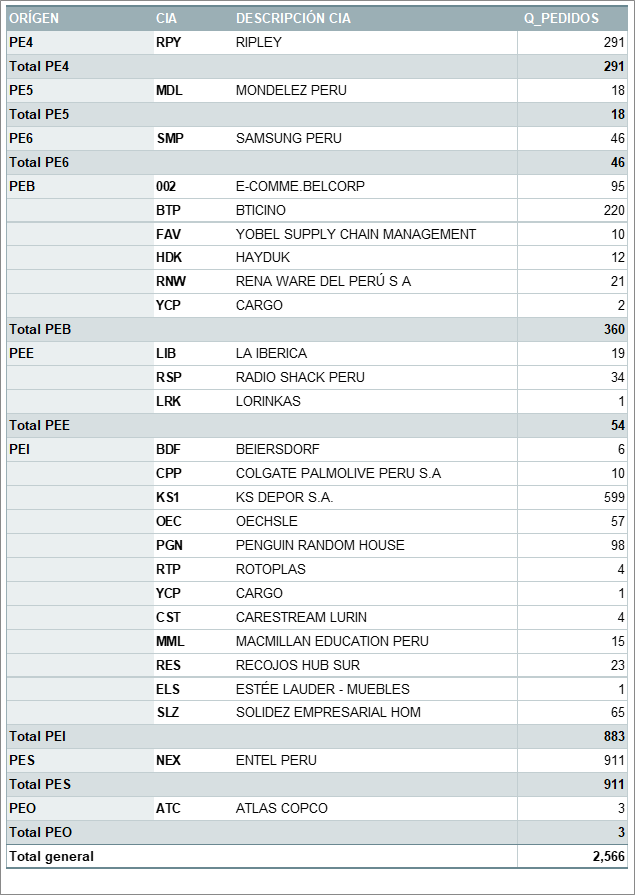 ORÍGEN CIA DESCRIPCIÓN CIA Q_PEDIDOS
PE4 RPY RIPLEY 291
Total PE4 291
PE5 MDL MONDELEZ PERU 18
Total PE5 18
PE6 SMP SAMSUNG PERU 46
Total PE6 46
PEB 002 E-COMME.BELCORP 95
BTP BTICINO 220
FAV YOBEL SUPPLY CHAIN MANAGEMENT 10
HDK HAYDUK 12
RNW RENA WARE DEL PERÚ S A 21
YCP CARGO 2
Total PEB 360
PEE LIB LA IBERICA 19
RSP RADIO SHACK PERU 34
LRK LORINKAS 1
Total PEE 54
PEI BDF BEIERSDORF 6
CPP COLGATE PALMOLIVE PERU S.A 10
KS1 KS DEPOR S.A. 599
OEC OECHSLE 57
PGN PENGUIN RANDOM HOUSE 98
RTP ROTOPLAS 4
YCP CARGO 1
CST CARESTREAM LURIN 4
MML MACMILLAN EDUCATION PERU 15
RES RECOJOS HUB SUR 23
ELS ESTÉE LAUDER - MUEBLES 1
SLZ SOLIDEZ EMPRESARIAL HOM 65
Total PEI 883
PES NEX ENTEL PERU 911
Total PES 911
PEO ATC ATLAS COPCO 3
Total PEO 3
Total general 2,566